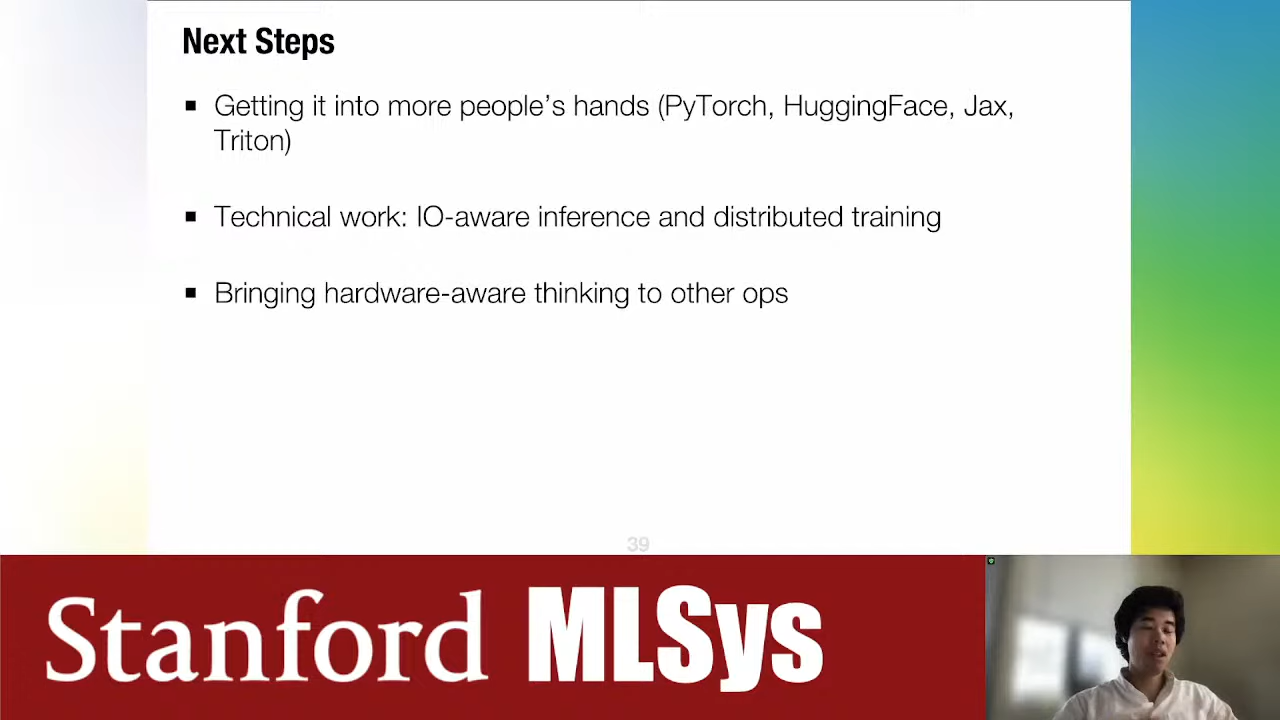 Next Steps
Getting it into more people’s hands (PyTorch, HuggingFace, Jax,
Triton)
Technical work: IO-aware inference and distributed training
Bringing hardware-aware thinking to other ops
39
Stanford MLSys